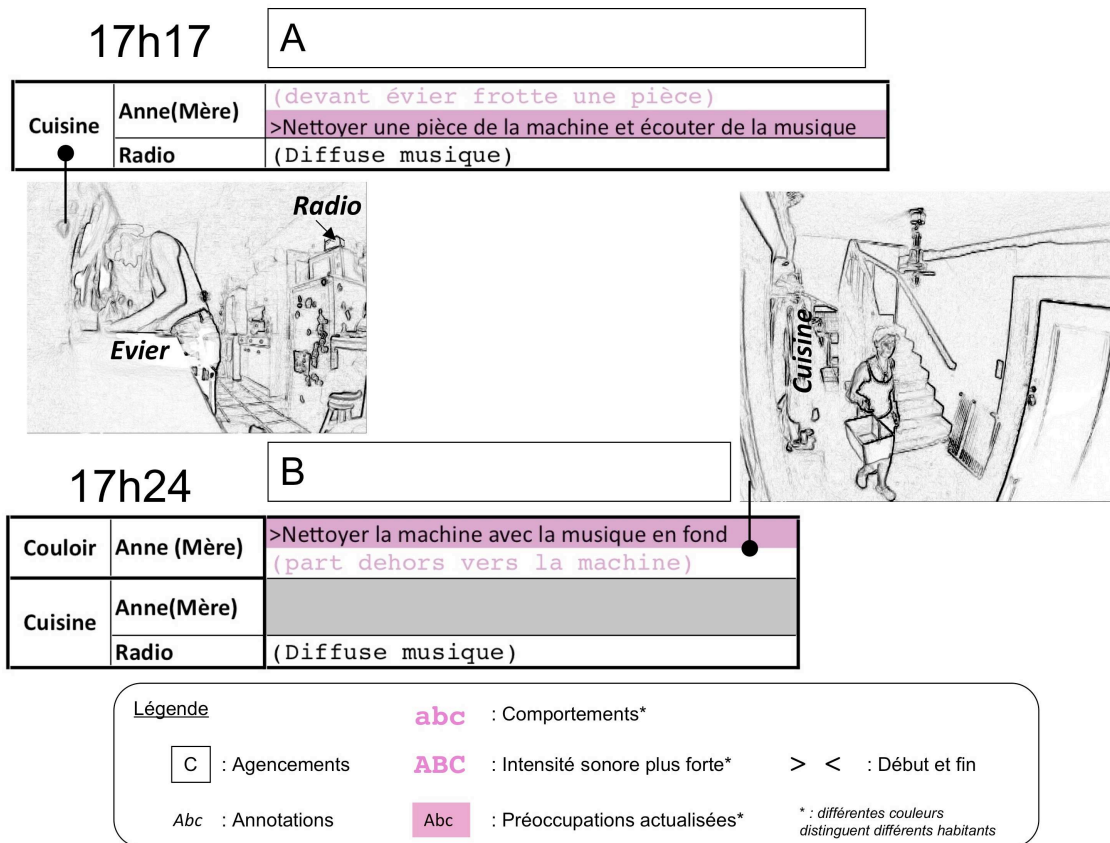 17h17
A
Cuisine
Anne(Mère)
(devant évier frotte une pièce)
>Nettoyer une pièce de la machine et écouter de la musique
Radio
(Diffuse musique)
Radio
Evier
Cuisine
17h24
B
Couloir
Anne (Mère)
>Nettoyer la machine avec la musique en fond
(part dehors vers la machine)
Cuisine
Anne(Mère)
Radio
(Diffuse musique)
Légende
abc : Comportements*
C : Agencements
ABC : Intensité sonore plus forte*
> < : Début et fin
Abc : Annotations
Abc : Préoccupations actualisées*
* : différentes couleurs
distinguent différents habitants